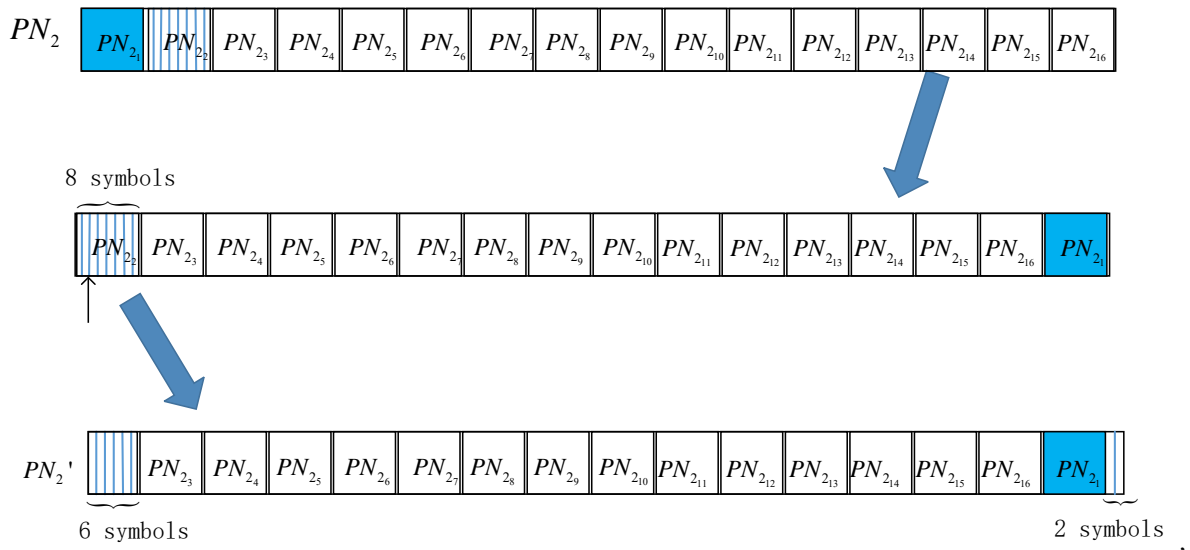 PN₂ PN₂₁ PN₂₂ PN₂₃ PN₂₄ PN₂₅ PN₂₆ PN₂₇ PN₂₈ PN₂₉ PN₂₁₀ PN₂₁₁ PN₂₁₂ PN₂₁₃ PN₂₁₄ PN₂₁₅ PN₂₁₆
8 symbols
PN₂₂ PN₂₃ PN₂₄ PN₂₅ PN₂₆ PN₂₇ PN₂₈ PN₂₉ PN₂₁₀ PN₂₁₁ PN₂₁₂ PN₂₁₃ PN₂₁₄ PN₂₁₅ PN₂₁₆ PN₂₁
PN₂' PN₂₃ PN₂₄ PN₂₅ PN₂₆ PN₂₇ PN₂₈ PN₂₉ PN₂₁₀ PN₂₁₁ PN₂₁₂ PN₂₁₃ PN₂₁₄ PN₂₁₅ PN₂₁₆ PN₂₁
6 symbols 2 symbols ,